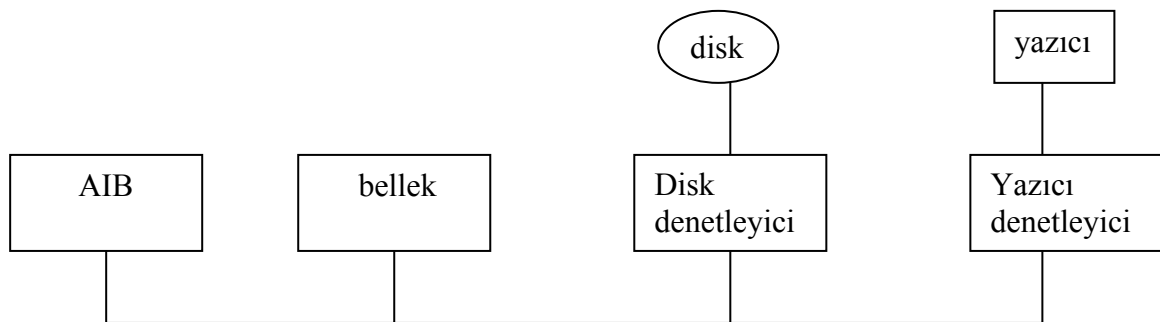 disk
yazıcı
AIB
bellek
Disk
denetleyici
Yazıcı
denetleyici